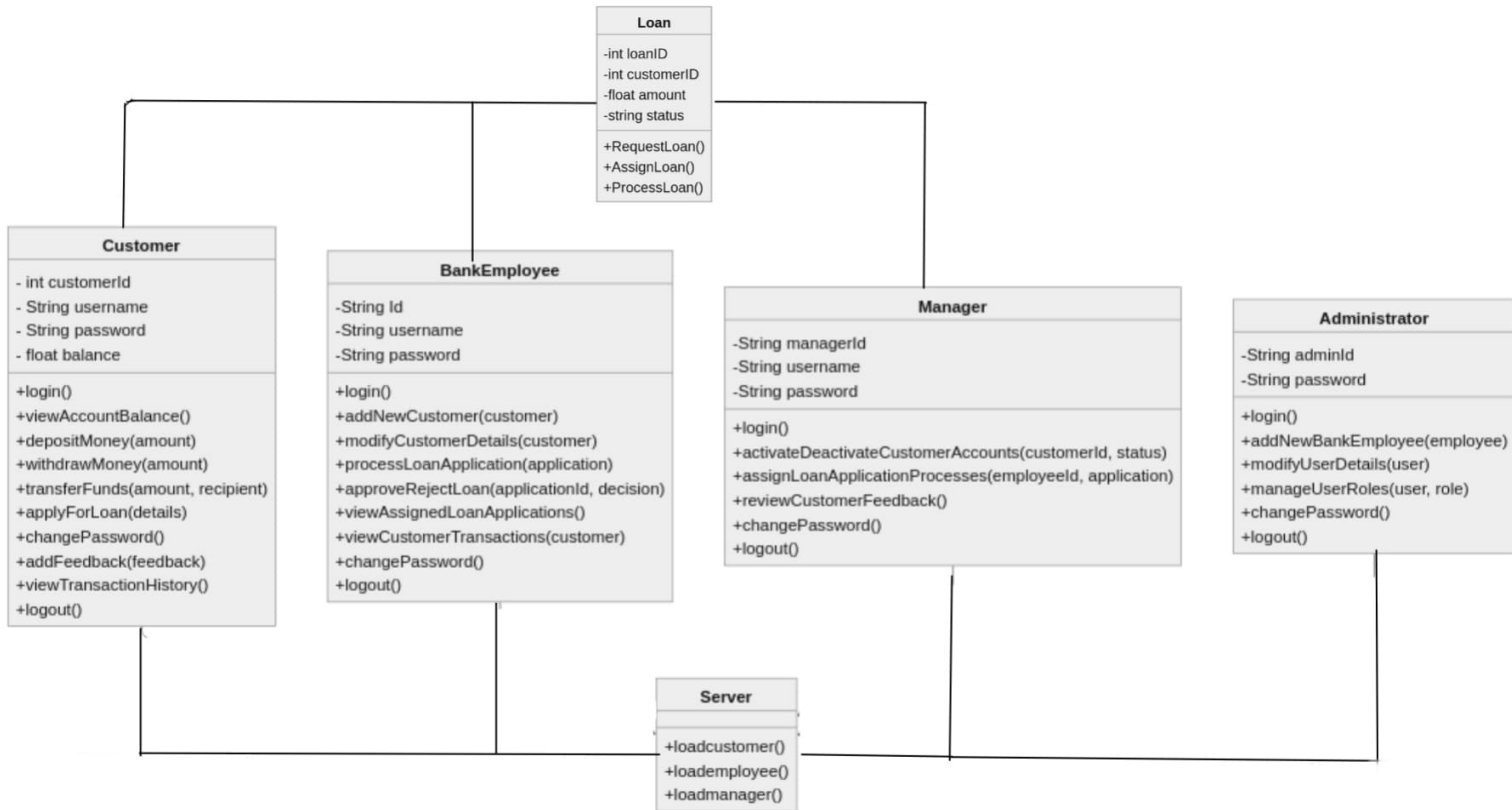 Loan
-int loanID
-int customerID
-float amount
-string status
+RequestLoan()
+AssignLoan()
+ProcessLoan()
Customer
- int customerId
- String username
- String password
- float balance
+login()
+viewAccountBalance()
+depositMoney(amount)
+withdrawMoney(amount)
+transferFunds(amount, recipient)
+applyForLoan(details)
+changePassword()
+addFeedback(feedback)
+viewTransactionHistory()
+logout()
BankEmployee
-String Id
-String username
-String password
+login()
+addNewCustomer(customer)
+modifyCustomerDetails(customer)
+processLoanApplication(application)
+approveRejectLoan(applicationId, decision)
+viewAssignedLoanApplications()
+viewCustomerTransactions(customer)
+changePassword()
+logout()
Manager
-String managerId
-String username
-String password
+login()
+activateDeactivateCustomerAccounts(customerId, status)
+assignLoanApplicationProcesses(employeeId, application)
+reviewCustomerFeedback()
+changePassword()
+logout()
Administrator
-String adminId
-String password
+login()
+addNewBankEmployee(employee)
+modifyUserDetails(user)
+manageUserRoles(user, role)
+changePassword()
+logout()
Server
+loadcustomer()
+loademployee()
+loadmanager()